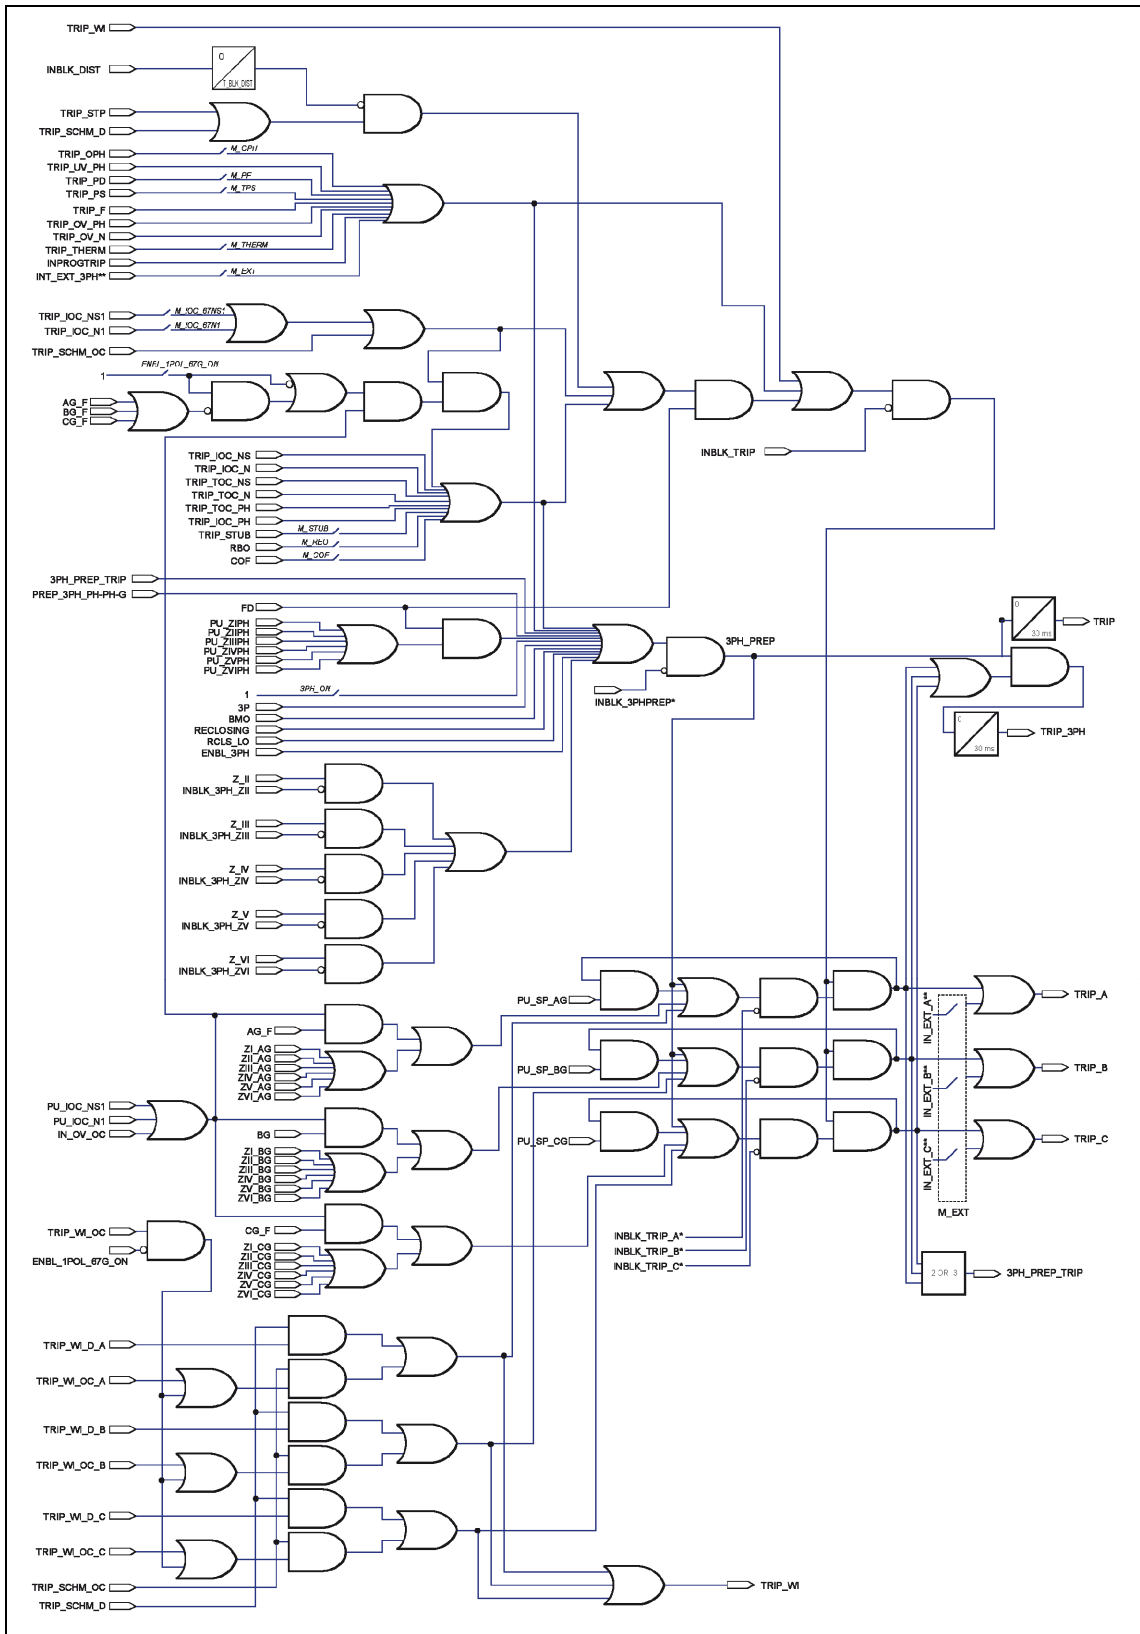 TRIP_WI
INBLK_DIST
0
T_BLK_DIST
TRIP_STP
TRIP_SCHM_D
TRIP_OPH
M_OPH
TRIP_UV_PH
TRIP_PD
TRIP_PS
M_TPS
TRIP_F
TRIP_OV_PH
TRIP_OV_N
TRIP_THERM
M_THERM
INPROGTRIP
INT_EXT_3PH**
M_EXT
TRIP_IOC_NS1
M_IOC_67NS1
TRIP_IOC_N1
M_IOC_67N1
TRIP_SCHM_OC
ENBL_1POL_67G_ON
1
AG_F
BG_F
CG_F
INBLK_TRIP
TRIP_IOC_NS
TRIP_IOC_N
TRIP_TOC_NS
TRIP_TOC_N
TRIP_TOC_PH
TRIP_IOC_PH
TRIP_STUB
M_STUB
RBO
COF
M_COF
3PH_PREP_TRIP
PREP_3PH_PH-PH-G
FD
PU_ZIPH
PU_ZIIPH
PU_ZIIIPH
PU_ZIVPH
PU_ZVPH
PU_ZVIPH
3PH_PREP
0
30 ms
TRIP
1
3PH_ON
INBLK_3PHPREP*
3P
BMO
RECLOSING
RCLS_LO
ENBL_3PH
0
30 ms
TRIP_3PH
Z_II
INBLK_3PH_ZII
Z_III
INBLK_3PH_ZIII
Z_IV
INBLK_3PH_ZIV
Z_V
INBLK_3PH_ZV
Z_VI
INBLK_3PH_ZVI
PU_SP_AG
IN_EXT_A**
TRIP_A
AG_F
ZI_AG
ZII_AG
ZIII_AG
ZIV_AG
ZV_AG
ZVI_AG
PU_SP_BG
IN_EXT_B**
TRIP_B
PU_IOC_NS1
PU_IOC_N1
IN_OV_OC
BG
ZI_BG
ZII_BG
ZIII_BG
ZIV_BG
ZV_BG
ZVI_BG
PU_SP_CG
IN_EXT_C**
TRIP_C
M_EXT
TRIP_WI_OC
ENBL_1POL_67G_ON
CG_F
ZI_CG
ZII_CG
ZIII_CG
ZIV_CG
ZV_CG
ZVI_CG
INBLK_TRIP_A*
INBLK_TRIP_B*
INBLK_TRIP_C*
2 OR 3
3PH_PREP_TRIP
TRIP_WI_D_A
TRIP_WI_OC_A
TRIP_WI_D_B
TRIP_WI_OC_B
TRIP_WI_D_C
TRIP_WI_OC_C
TRIP_SCHM_OC
TRIP_SCHM_D
TRIP_WI